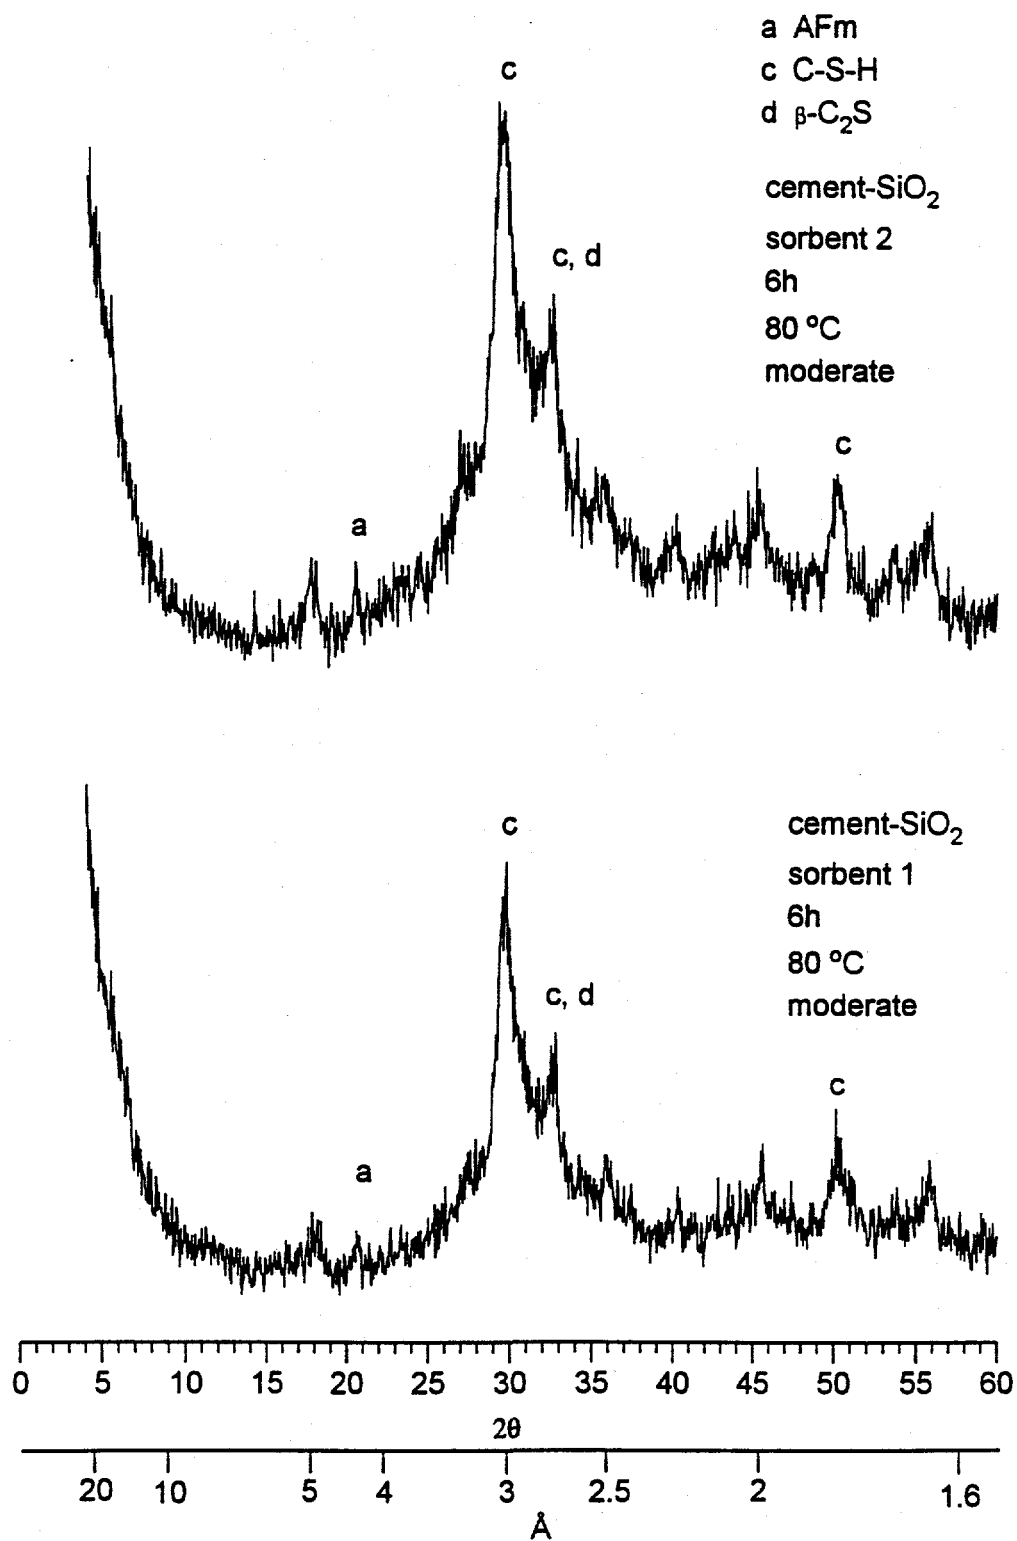 a AFm
c C-S-H
d β-C₂S
c
cement-SiO₂
sorbent 2
6h
80 ºC
moderate
c, d
c
a
c
cement-SiO₂
sorbent 1
6h
80 ºC
moderate
c, d
c
a
0 5 10 15 20 25 30 35 40 45 50 55 60
2θ
20 10 5 4 3 2.5 2 1.6
Å